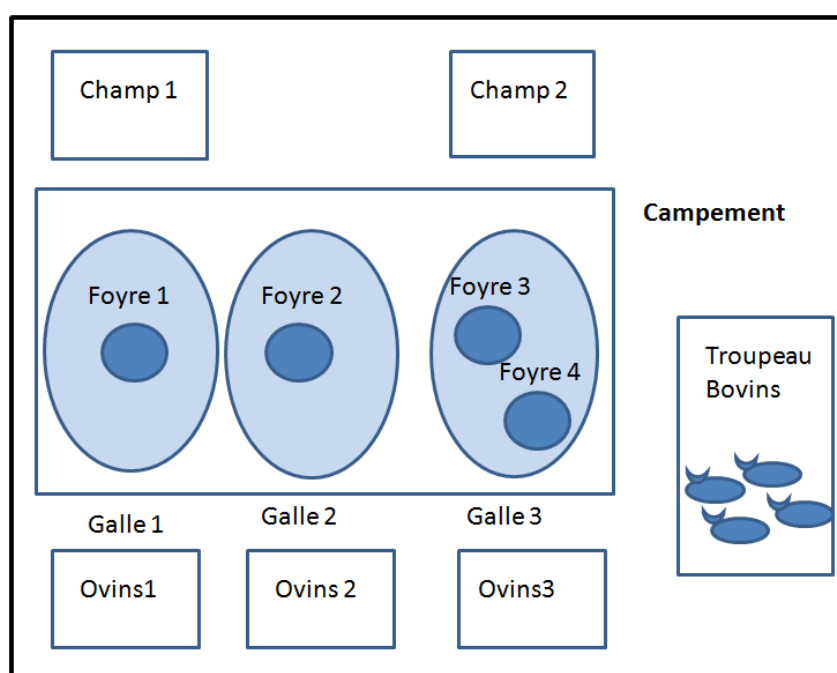 Champ 1
Champ 2
Campement
Foyre 1
Foyre 2
Foyre 3
Foyre 4
Troupeau
Bovins
Galle 1
Galle 2
Galle 3
Ovins1
Ovins 2
Ovins3